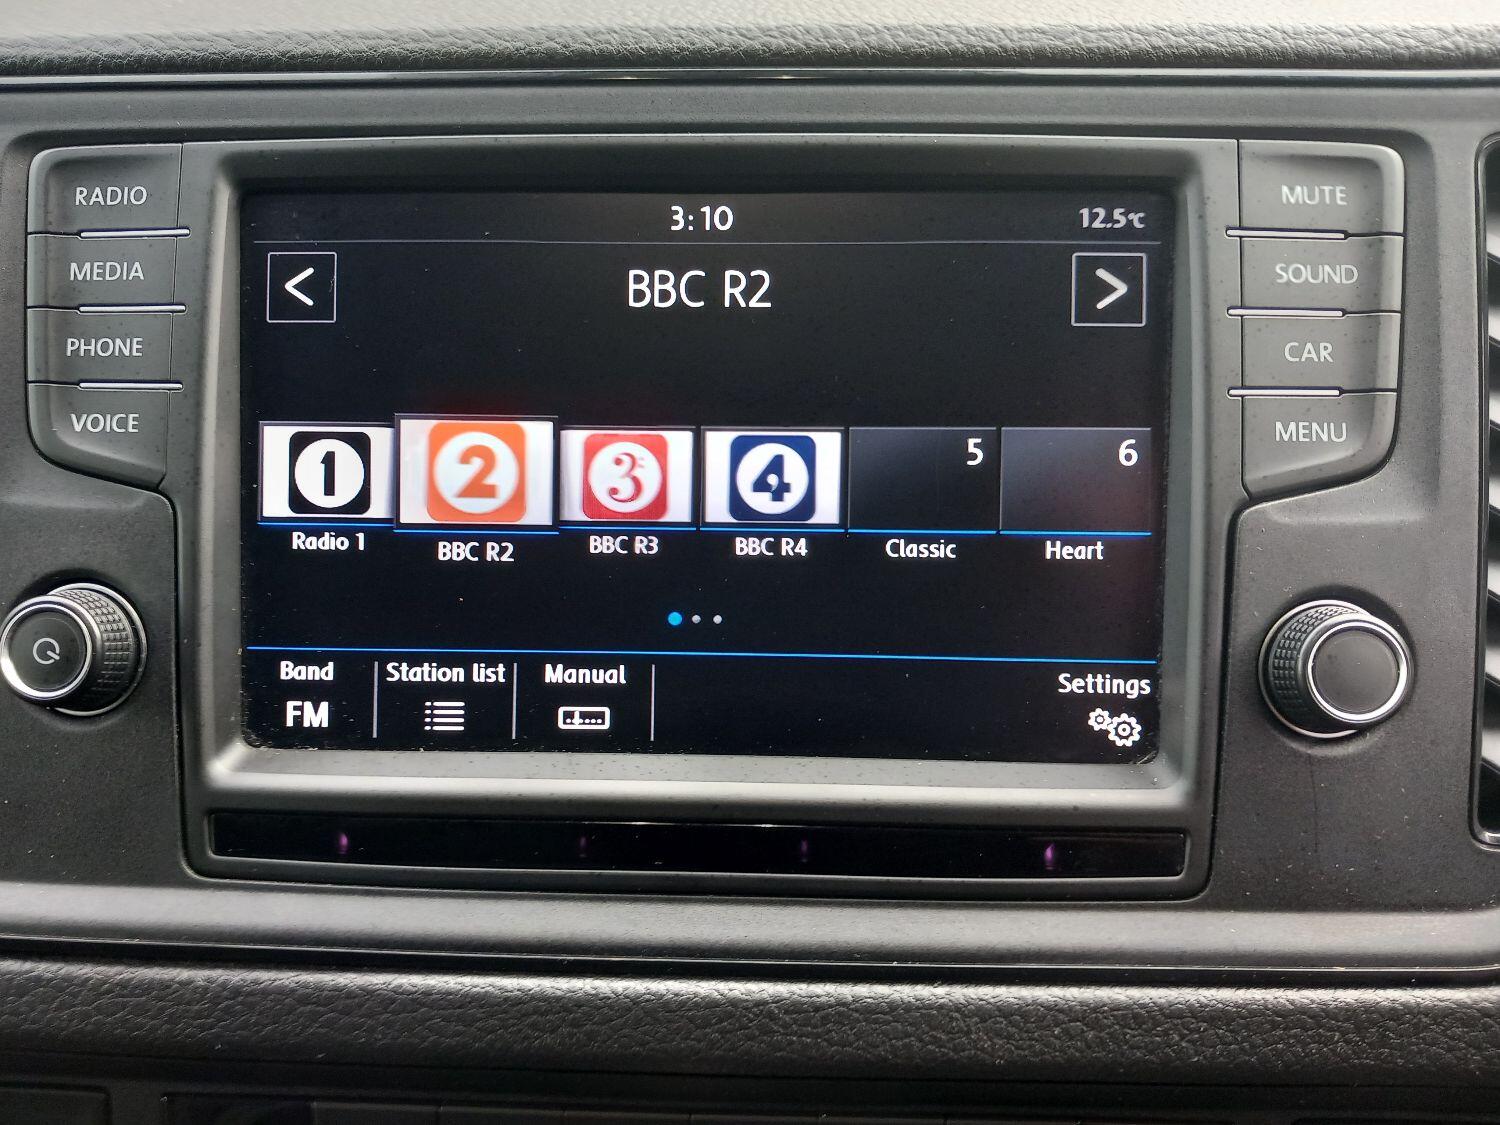 RADIO
MEDIA
PHONE
VOICE
3:10
12.5°C
< BBC R2 >
1
2
3
4
5
6
Radio 1
BBC R2
BBC R3
BBC R4
Classic
Heart
Band
FM
Station list
Manual
Settings
MUTE
SOUND
CAR
MENU